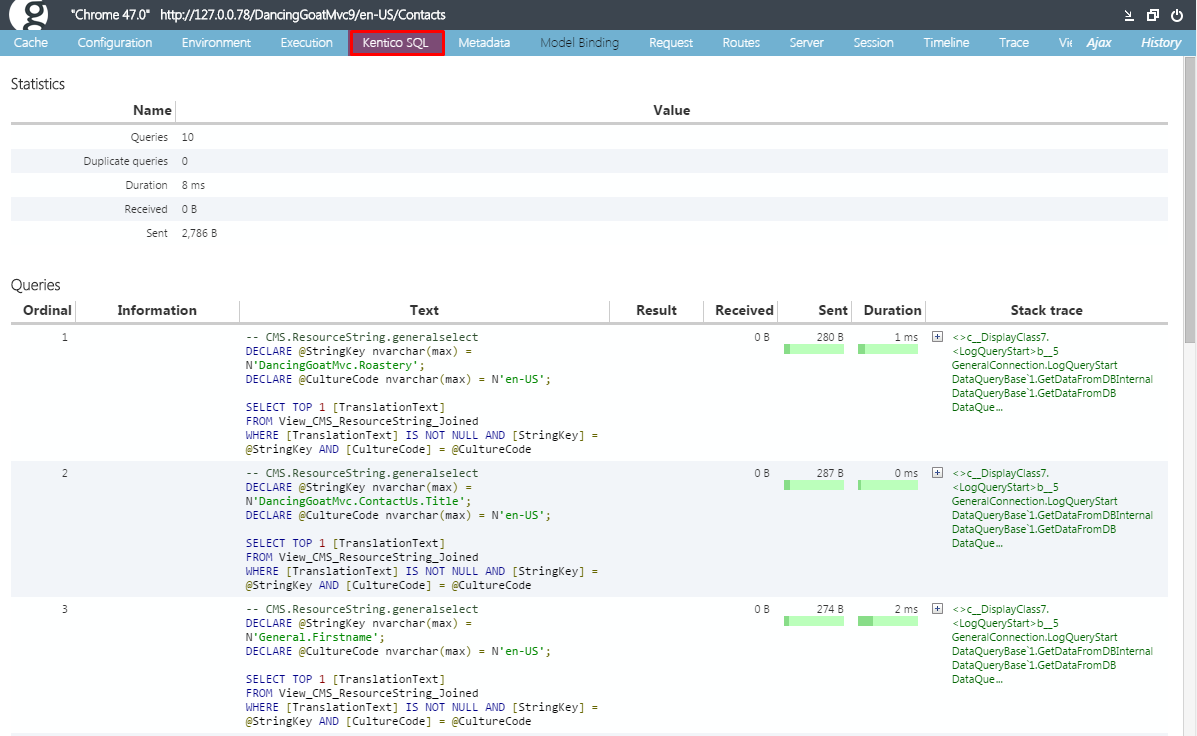 "Chrome 47.0" http://127.0.0.78/DancingGoatMvc9/en-US/Contacts
Cache Configuration Environment Execution Kentico SQL Metadata Model Binding Request Routes Server Session Timeline Trace Vi Ajax History
Statistics
Name Value
Queries 10
Duplicate queries 0
Duration 8 ms
Received 0 B
Sent 2,786 B
Queries
Ordinal Information Text Result Received Sent Duration Stack trace
1 -- CMS.ResourceString.generalselect 0 B 280 B 1 ms <>c__DisplayClass7.
DECLARE @StringKey nvarchar(max) = <LogQueryStart>b__5
N'DancingGoatMvc.Roastery'; GeneralConnection.LogQueryStart
DECLARE @CultureCode nvarchar(max) = N'en-US'; DataQueryBase`1.GetDataFromDBInternal
DataQueryBase`1.GetDataFromDB
SELECT TOP 1 [TranslationText] DataQue...
FROM View_CMS_ResourceString_Joined
WHERE [TranslationText] IS NOT NULL AND [StringKey] =
@StringKey AND [CultureCode] = @CultureCode
2 -- CMS.ResourceString.generalselect 0 B 287 B 0 ms <>c__DisplayClass7.
DECLARE @StringKey nvarchar(max) = <LogQueryStart>b__5
N'DancingGoatMvc.ContactUs.Title'; GeneralConnection.LogQueryStart
DECLARE @CultureCode nvarchar(max) = N'en-US'; DataQueryBase`1.GetDataFromDBInternal
DataQueryBase`1.GetDataFromDB
SELECT TOP 1 [TranslationText] DataQue...
FROM View_CMS_ResourceString_Joined
WHERE [TranslationText] IS NOT NULL AND [StringKey] =
@StringKey AND [CultureCode] = @CultureCode
3 -- CMS.ResourceString.generalselect 0 B 274 B 2 ms <>c__DisplayClass7.
DECLARE @StringKey nvarchar(max) = <LogQueryStart>b__5
N'General.Firstname'; GeneralConnection.LogQueryStart
DECLARE @CultureCode nvarchar(max) = N'en-US'; DataQueryBase`1.GetDataFromDBInternal
DataQueryBase`1.GetDataFromDB
SELECT TOP 1 [TranslationText] DataQue...
FROM View_CMS_ResourceString_Joined
WHERE [TranslationText] IS NOT NULL AND [StringKey] =
@StringKey AND [CultureCode] = @CultureCode